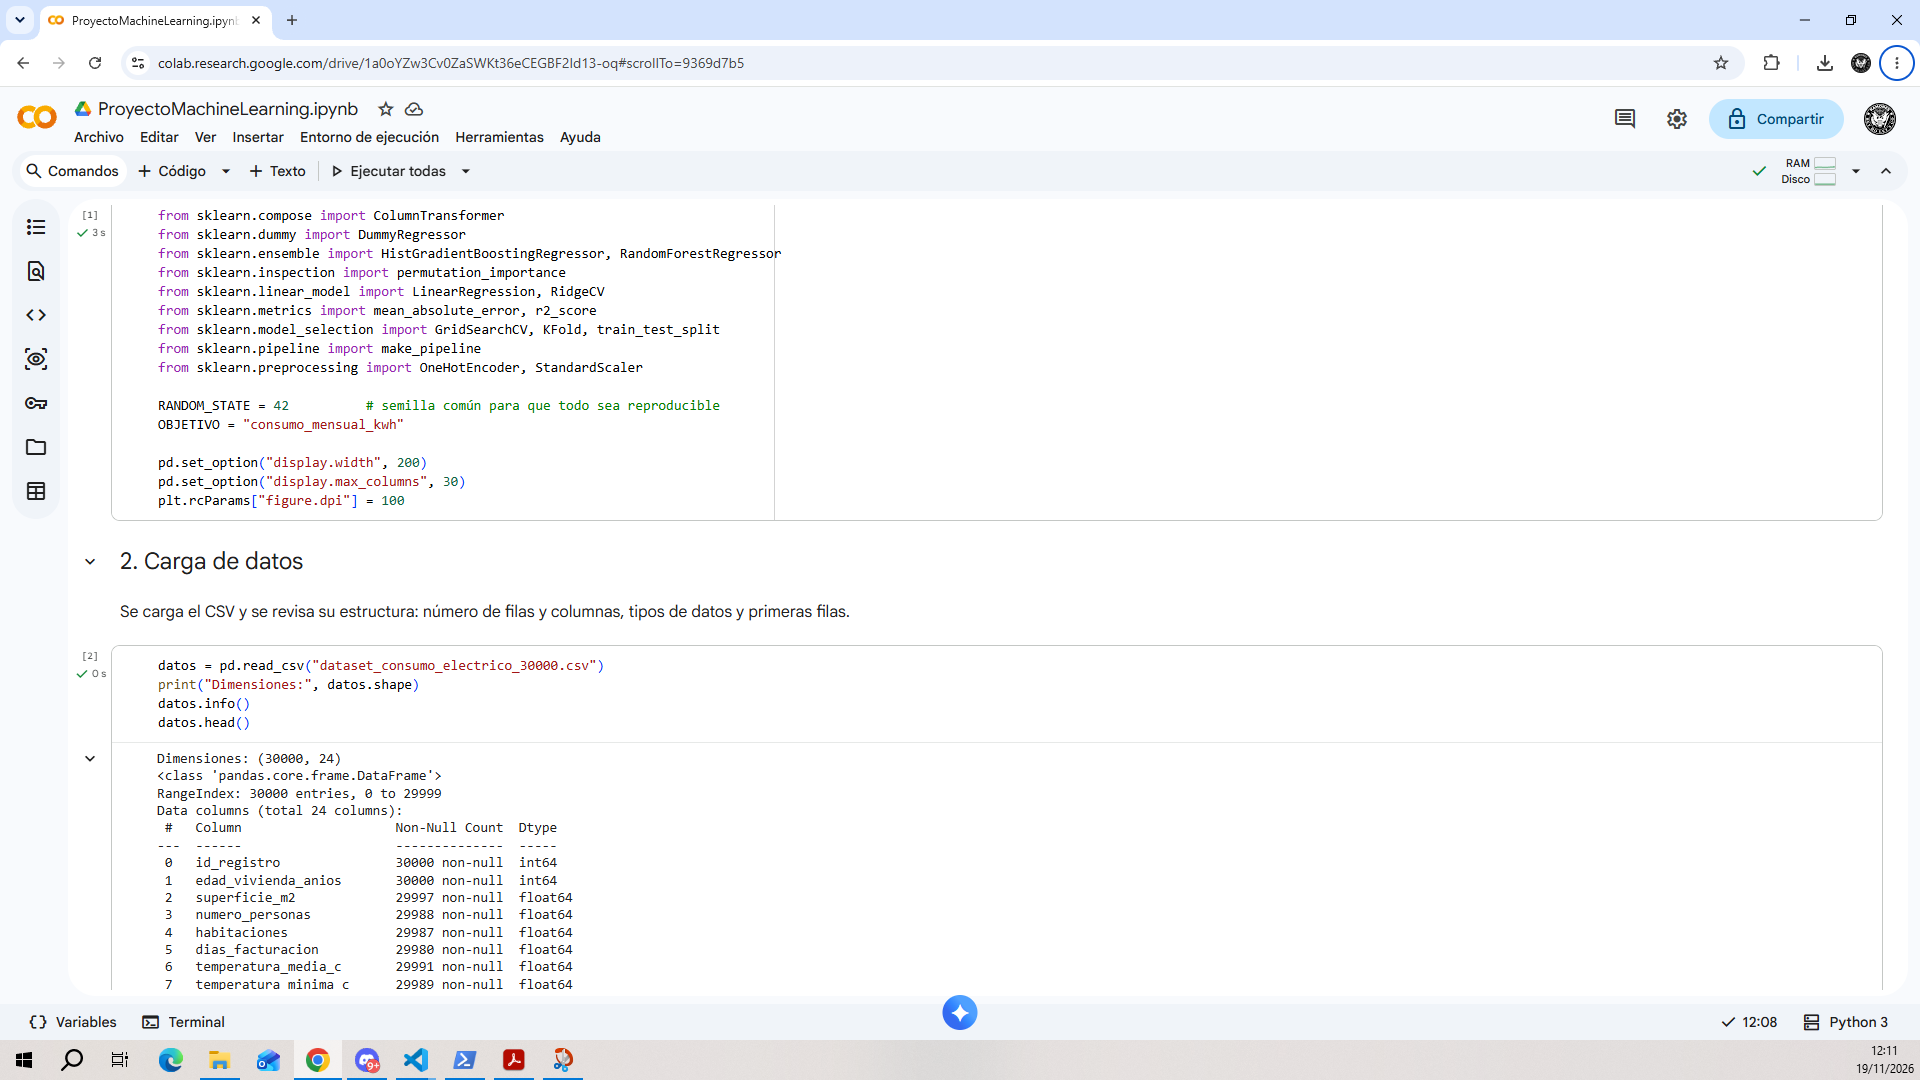 ProyectoMachineLearning.ipynb
colab.research.google.com/drive/1a0oYZw3Cv0ZaSWKt36eCEGBF2Id13-oq#scrollTo=9369d7b5
ProyectoMachineLearning.ipynb
Archivo Editar Ver Insertar Entorno de ejecución Herramientas Ayuda
Compartir
Comandos + Código + Texto Ejecutar todas
RAM
Disco
[1]
3 s
from sklearn.compose import ColumnTransformer
from sklearn.dummy import DummyRegressor
from sklearn.ensemble import HistGradientBoostingRegressor, RandomForestRegressor
from sklearn.inspection import permutation_importance
from sklearn.linear_model import LinearRegression, RidgeCV
from sklearn.metrics import mean_absolute_error, r2_score
from sklearn.model_selection import GridSearchCV, KFold, train_test_split
from sklearn.pipeline import make_pipeline
from sklearn.preprocessing import OneHotEncoder, StandardScaler
RANDOM_STATE = 42 # semilla común para que todo sea reproducible
OBJETIVO = "consumo_mensual_kwh"
pd.set_option("display.width", 200)
pd.set_option("display.max_columns", 30)
plt.rcParams["figure.dpi"] = 100
2. Carga de datos
Se carga el CSV y se revisa su estructura: número de filas y columnas, tipos de datos y primeras filas.
[2]
0 s
datos = pd.read_csv("dataset_consumo_electrico_30000.csv")
print("Dimensiones:", datos.shape)
datos.info()
datos.head()
Dimensiones: (30000, 24)
<class 'pandas.core.frame.DataFrame'>
RangeIndex: 30000 entries, 0 to 29999
Data columns (total 24 columns):
# Column Non-Null Count Dtype
--- ------ -------------- -----
0 id_registro 30000 non-null int64
1 edad_vivienda_anios 30000 non-null int64
2 superficie_m2 29997 non-null float64
3 numero_personas 29988 non-null float64
4 habitaciones 29987 non-null float64
5 dias_facturacion 29980 non-null float64
6 temperatura_media_c 29991 non-null float64
7 temperatura_minima_c 29989 non-null float64
Variables Terminal
12:08 Python 3
9+
12:11
19/11/2026